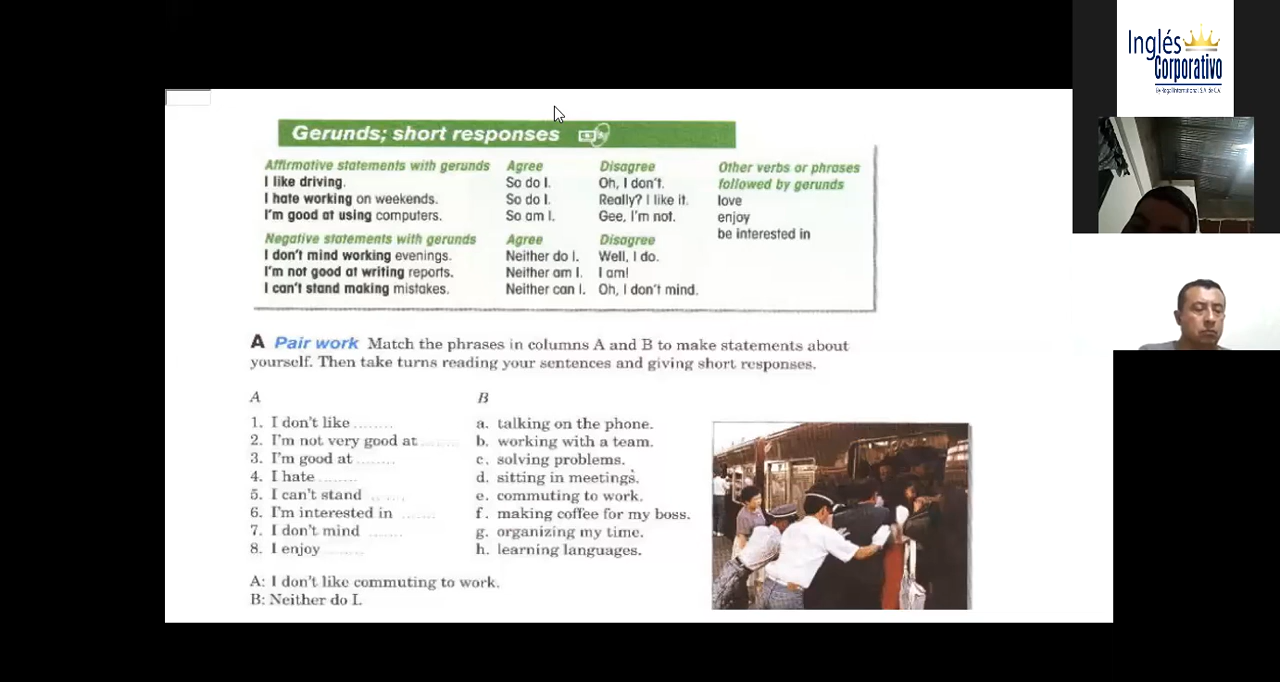 Gerunds; short responses
Affirmative statements with gerunds Agree Disagree Other verbs or phrases
I like driving. So do I. Oh, I don't. followed by gerunds
I hate working on weekends. So do I. Really? I like it. love
I'm good at using computers. So am I. Gee, I'm not. enjoy
be interested in
Negative statements with gerunds Agree Disagree
I don't mind working evenings. Neither do I. Well, I do.
I'm not good at writing reports. Neither am I. I am!
I can't stand making mistakes. Neither can I. Oh, I don't mind.
A Pair work Match the phrases in columns A and B to make statements about
yourself. Then take turns reading your sentences and giving short responses.
A B
1. I don't like ........ a. talking on the phone.
2. I'm not very good at ........ b. working with a team.
3. I'm good at ........ c. solving problems.
4. I hate ........ d. sitting in meetings.
5. I can't stand ........ e. commuting to work.
6. I'm interested in ........ f. making coffee for my boss.
7. I don't mind ........ g. organizing my time.
8. I enjoy ........ h. learning languages.
A: I don't like commuting to work.
B: Neither do I.
Inglés
Corporativo